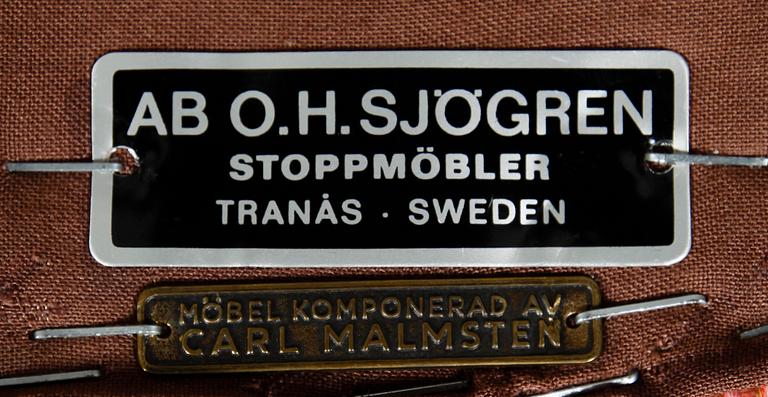 AB O.H. SJÖGREN
STOPPMÖBLER
TRANÅS · SWEDEN
MÖBEL KOMPONERAD AV
CARL MALMSTEN